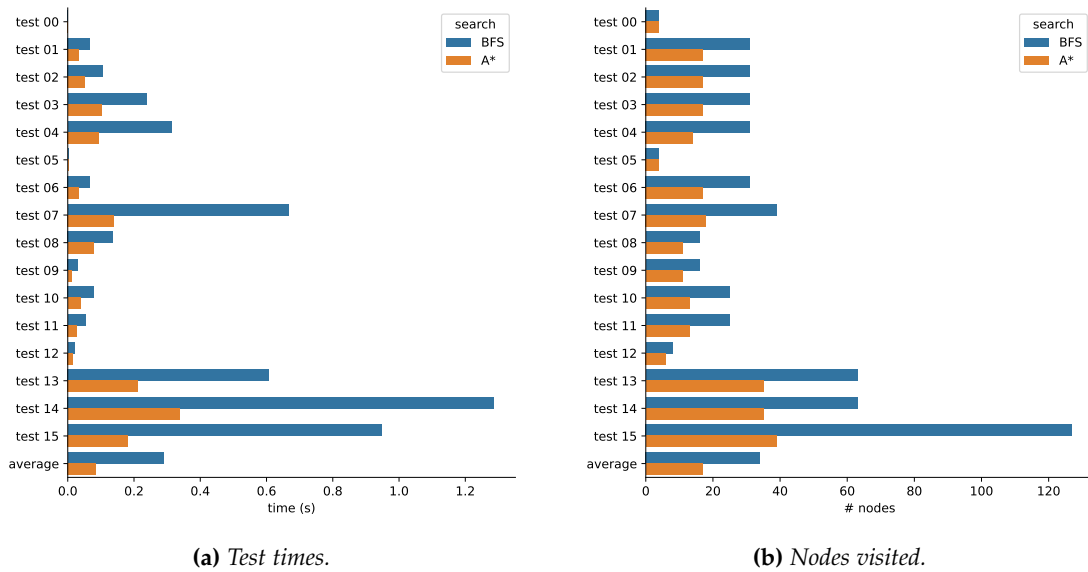 test 00
test 01
test 02
test 03
test 04
test 05
test 06
test 07
test 08
test 09
test 10
test 11
test 12
test 13
test 14
test 15
average
0.0 0.2 0.4 0.6 0.8 1.0 1.2
time (s)
search
BFS
A*
(a) Test times.
test 00
test 01
test 02
test 03
test 04
test 05
test 06
test 07
test 08
test 09
test 10
test 11
test 12
test 13
test 14
test 15
average
0 20 40 60 80 100 120
# nodes
search
BFS
A*
(b) Nodes visited.